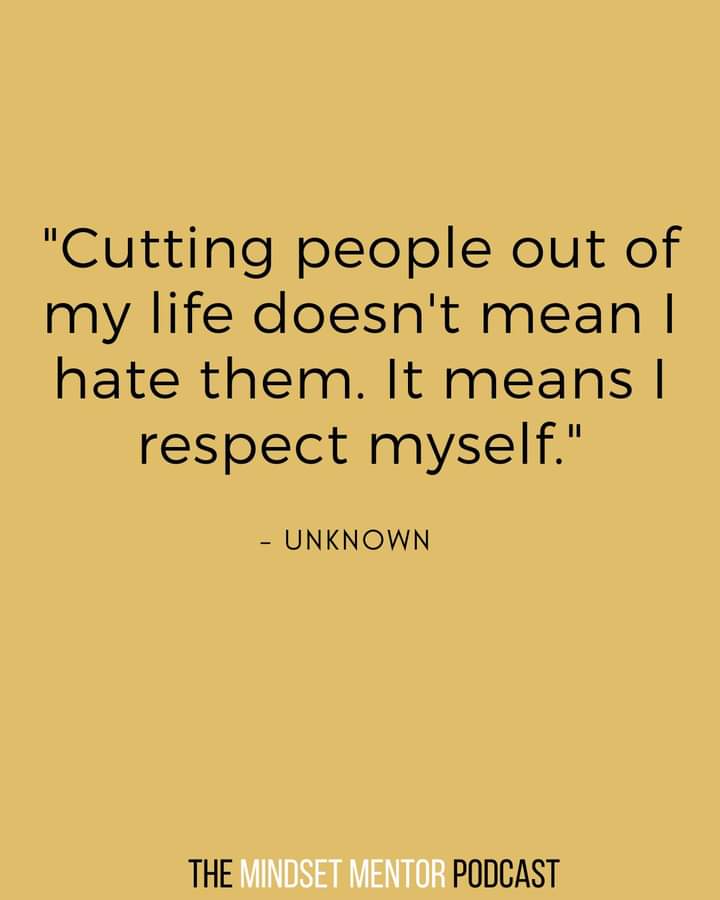 "Cutting people out of
my life doesn't mean I
hate them. It means I
respect myself."
– UNKNOWN
THE MINDSET MENTOR PODCAST